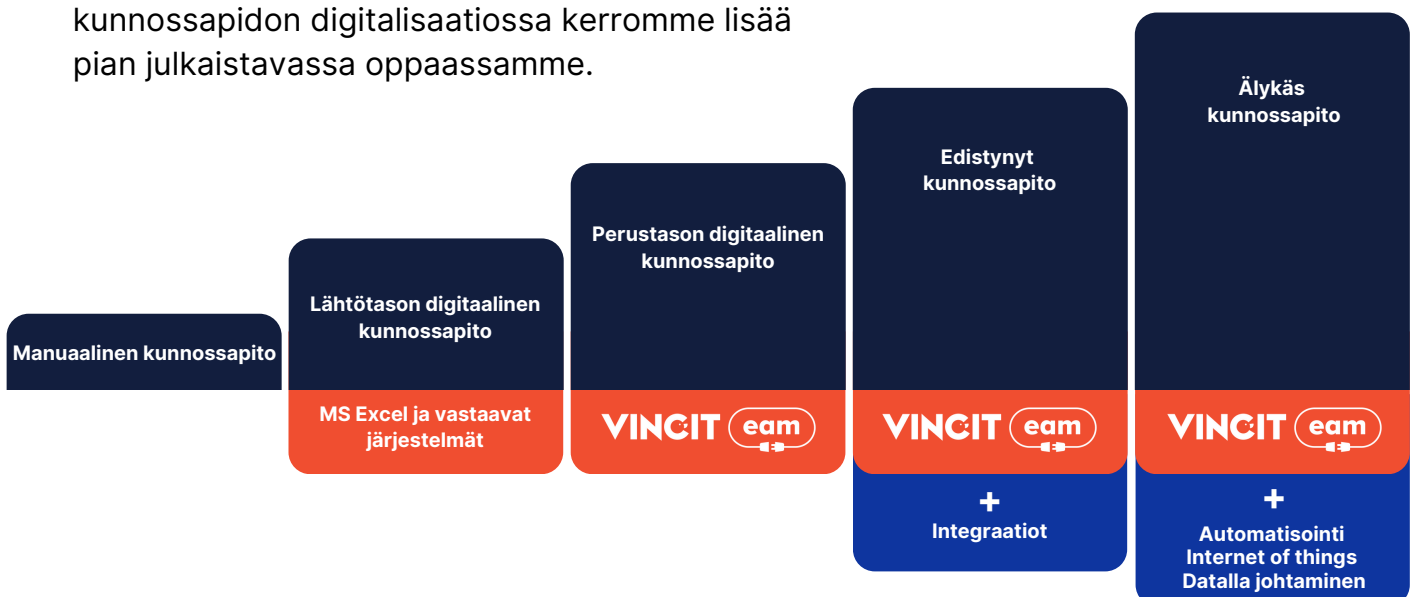 kunnossapidon digitalisaatiossa kerromme lisää
pian julkaistavassa oppaassamme.
Manuaalinen kunnossapito
Lähtötason digitaalinen
kunnossapito
MS Excel ja vastaavat
järjestelmät
Perustason digitaalinen
kunnossapito
VINCIT eam
Edistynyt
kunnossapito
VINCIT eam
+
Integraatiot
Älykäs
kunnossapito
VINCIT eam
+
Automatisointi
Internet of things
Datalla johtaminen